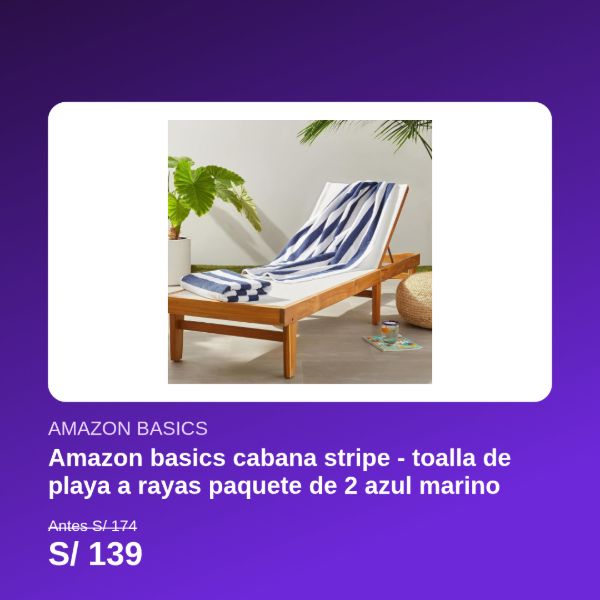 AMAZON BASICS
Amazon basics cabana stripe - toalla de
playa a rayas paquete de 2 azul marino
Antes S/ 174
S/ 139